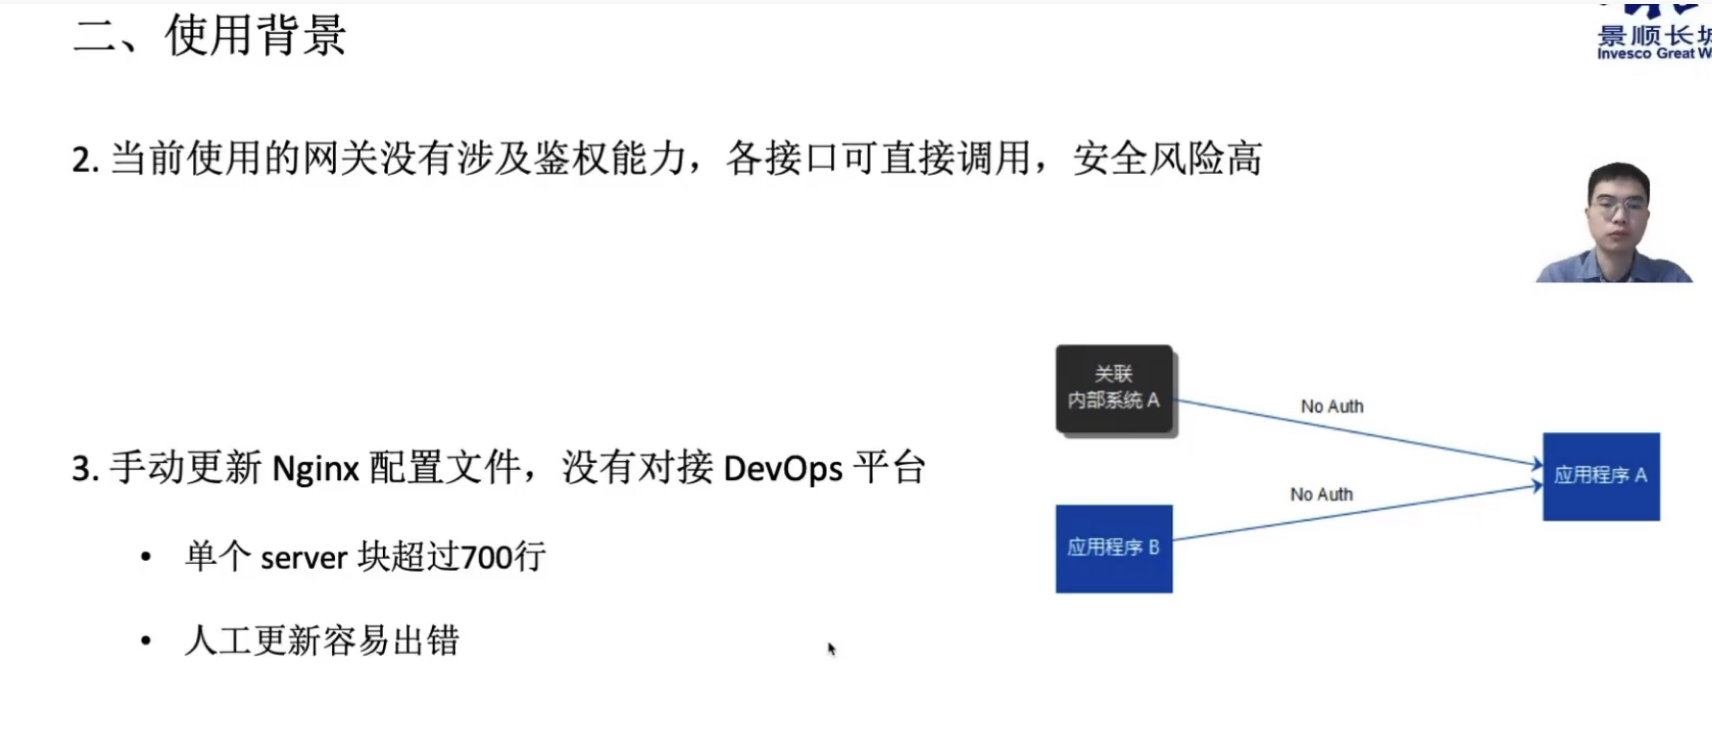 二、使用背景
景顺长
Invesco Great W
2. 当前使用的网关没有涉及鉴权能力，各接口可直接调用，安全风险高
关联
内部系统 A
No Auth
应用程序 A
No Auth
应用程序 B
3. 手动更新 Nginx 配置文件，没有对接 DevOps 平台
• 单个 server 块超过700行
• 人工更新容易出错